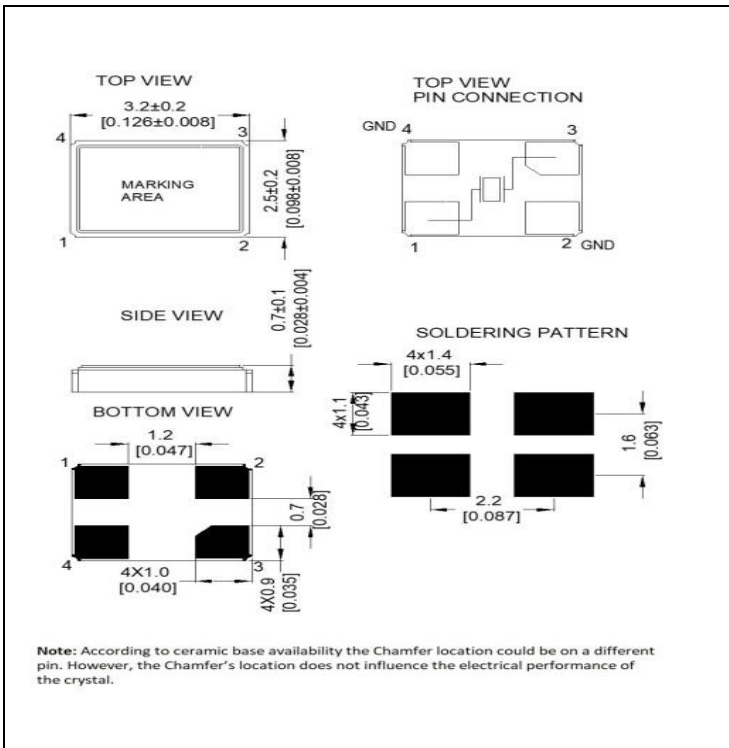 TOP VIEW
3.2±0.2
[0.126±0.008]
4
3
MARKING
AREA
2.5±0.2
[0.098±0.008]
1
2
TOP VIEW
PIN CONNECTION
GND 4
3
1
2 GND
SIDE VIEW
0.7±0.1
[0.028±0.004]
SOLDERING PATTERN
4x1.4
[0.055]
4x1.1
[0.043]
1.6
[0.063]
2.2
[0.087]
BOTTOM VIEW
1.2
[0.047]
1
2
0.7
[0.028]
4
3
4X1.0
[0.040]
4X0.9
[0.035]
Note: According to ceramic base availability the Chamfer location could be on a different
pin. However, the Chamfer's location does not influence the electrical performance of
the crystal.